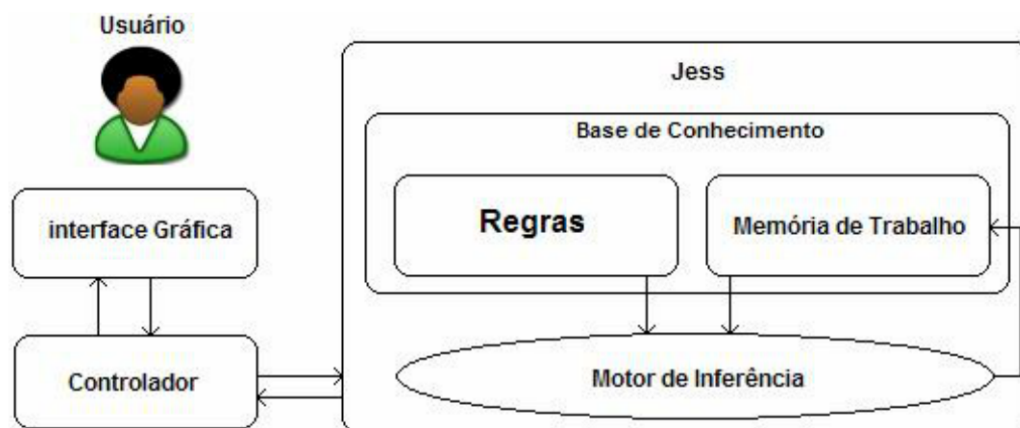 Usuário
Jess
Base de Conhecimento
Regras
Memória de Trabalho
interface Gráfica
Controlador
Motor de Inferência